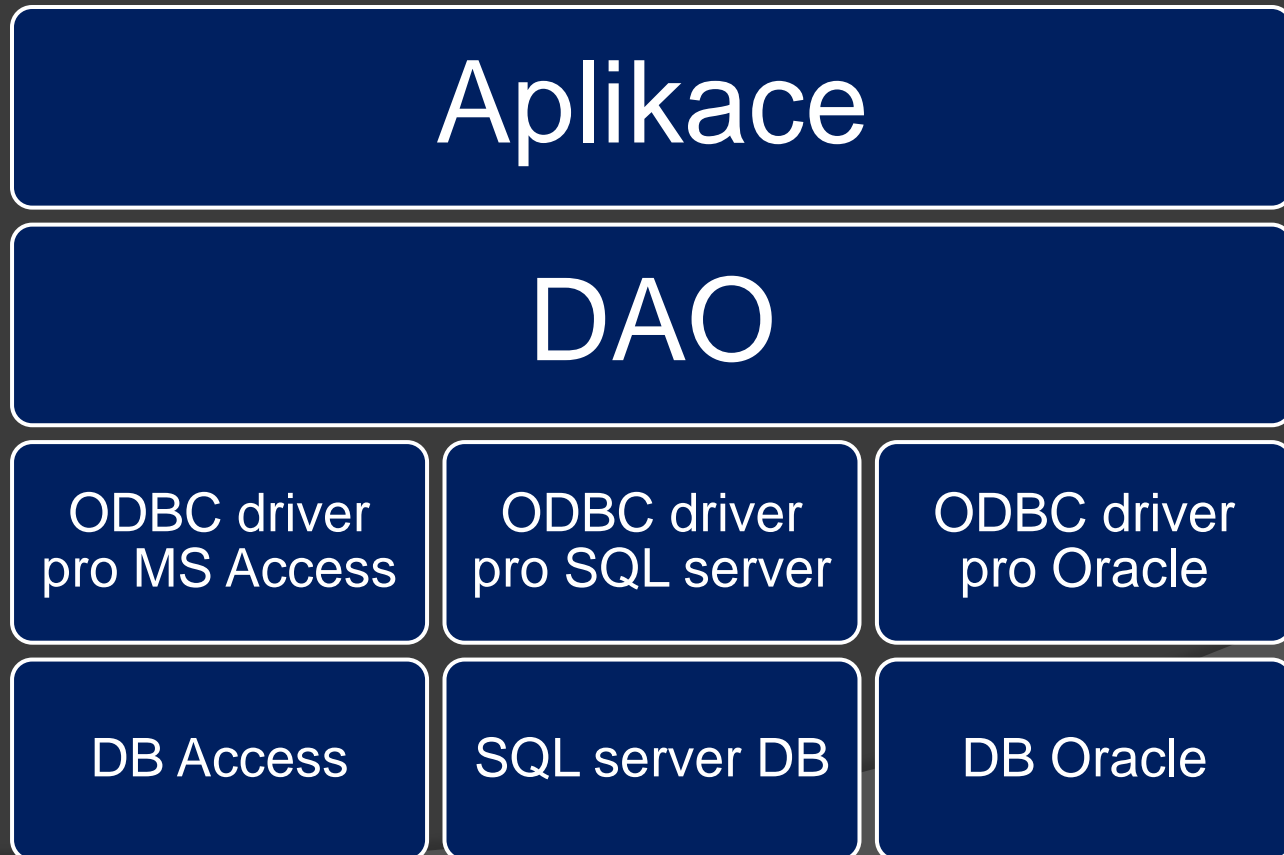 Aplikace
DAO
ODBC driver
pro MS Access
ODBC driver
pro SQL server
ODBC driver
pro Oracle
DB Access
SQL server DB
DB Oracle